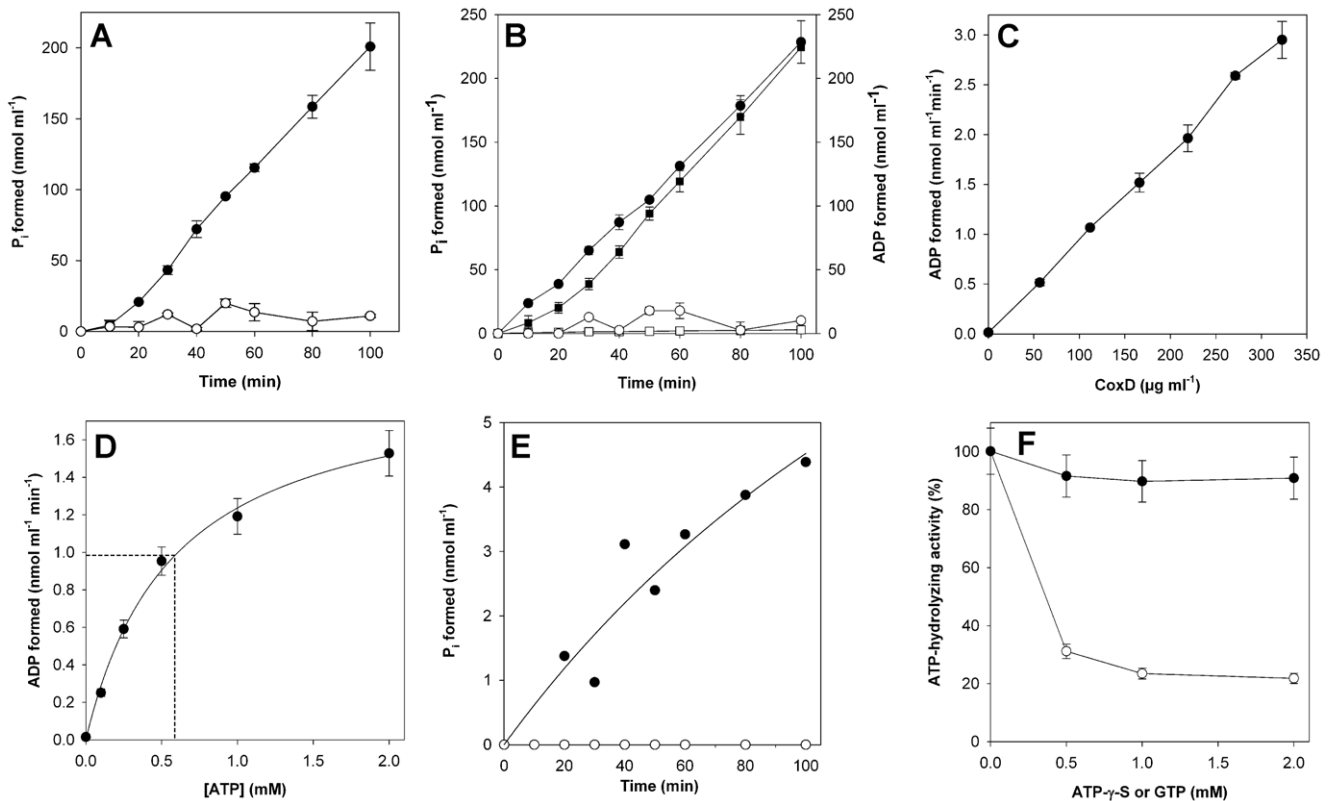 A
P_i formed (nmol ml⁻¹)
200
150
100
50
0
0 20 40 60 80 100
Time (min)
B
P_i formed (nmol ml⁻¹)
250
200
150
100
50
0
0 20 40 60 80 100
Time (min)
250
200
150
100
50
0
ADP formed (nmol ml⁻¹)
C
ADP formed (nmol ml⁻¹min⁻¹)
3.0
2.5
2.0
1.5
1.0
0.5
0.0
0 50 100 150 200 250 300 350
CoxD (µg ml⁻¹)
D
ADP formed (nmol ml⁻¹ min⁻¹)
1.6
1.4
1.2
1.0
0.8
0.6
0.4
0.2
0.0
0.0 0.5 1.0 1.5 2.0
[ATP] (mM)
E
P_i formed (nmol ml⁻¹)
5
4
3
2
1
0
0 20 40 60 80 100
Time (min)
F
ATP-hydrolyzing activity (%)
100
80
60
40
20
0
0.0 0.5 1.0 1.5 2.0
ATP-γ-S or GTP (mM)